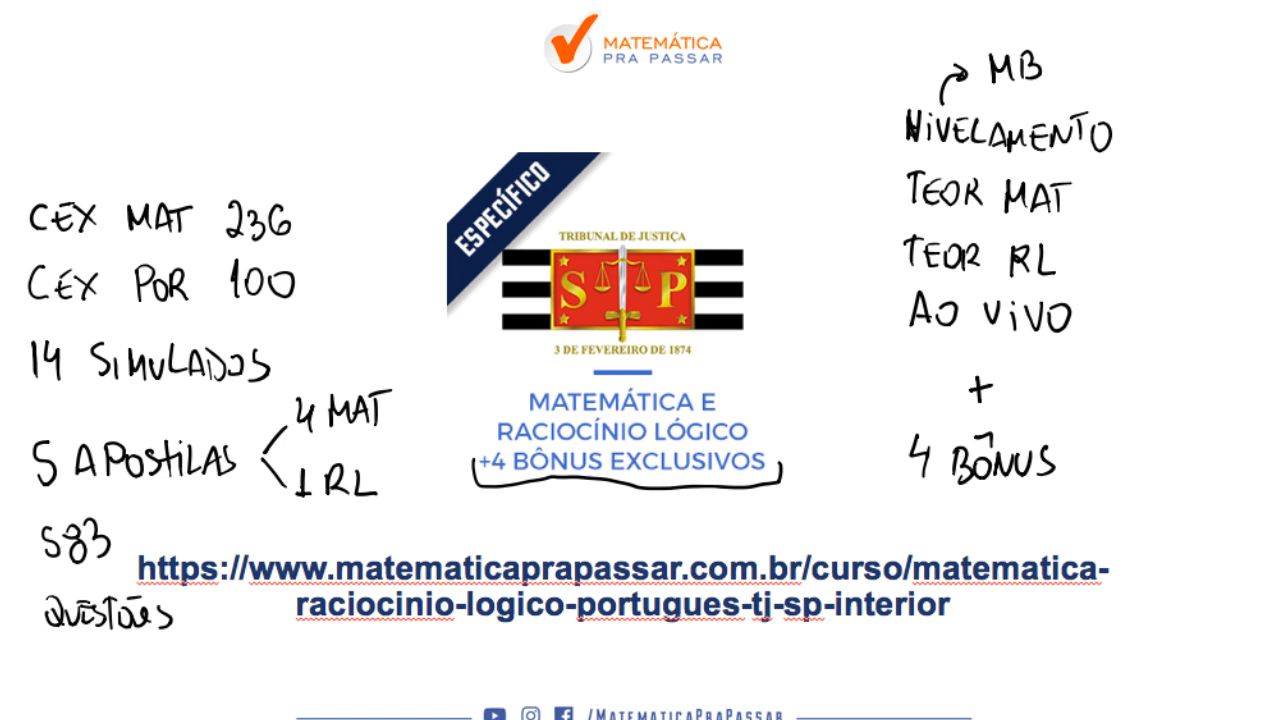 MATEMÁTICA
PRA PASSAR
MB
NIVELAMENTO
TEOR MAT
TEOR RL
AO VIVO
+
4 BÔNUS
CEX MAT 236
CEX POR 100
14 SIMULADOS
5 APOSTILAS
4 MAT
1 RL
583
QUESTÕES
ESPECÍFICO
TRIBUNAL DE JUSTIÇA
S P
3 DE FEVEREIRO DE 1874
MATEMÁTICA E
RACIOCÍNIO LÓGICO
+4 BÔNUS EXCLUSIVOS
https://www.matematicaprapassar.com.br/curso/matematica-
raciocinio-logico-portugues-tj-sp-interior
/MATEMATICAPRAPASSAR